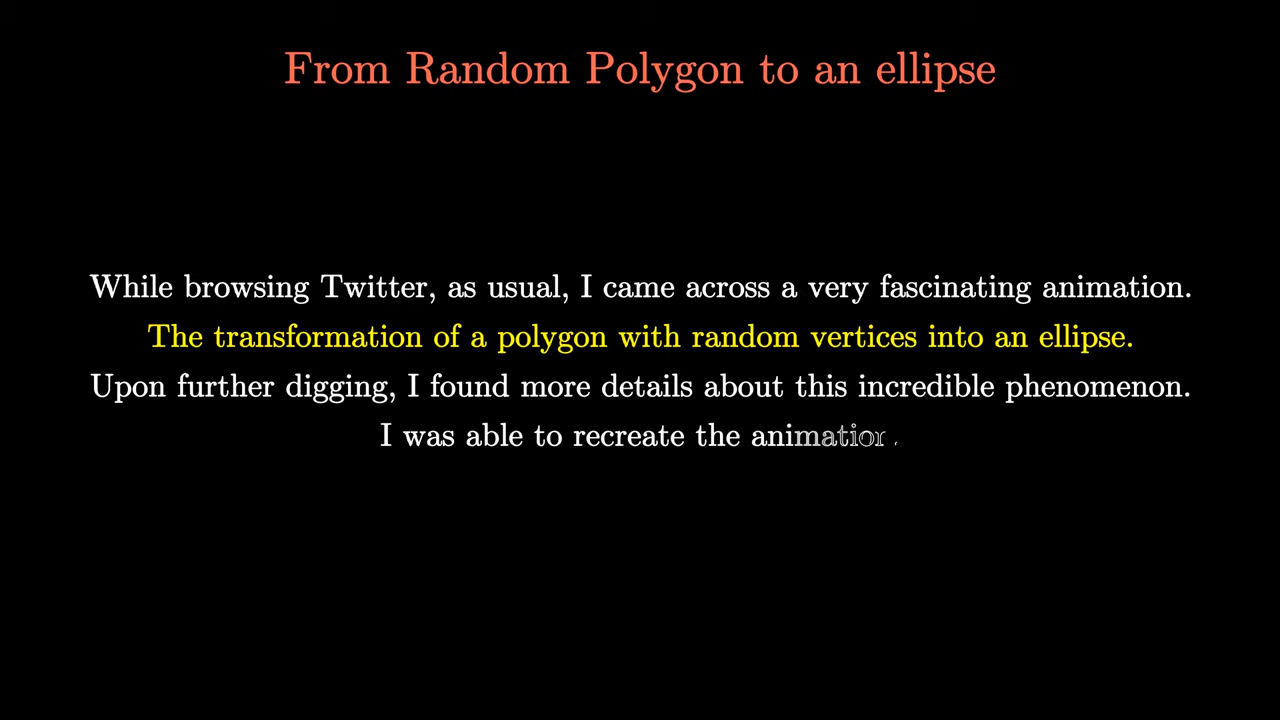 From Random Polygon to an ellipse
While browsing Twitter, as usual, I came across a very fascinating animation.
The transformation of a polygon with random vertices into an ellipse.
Upon further digging, I found more details about this incredible phenomenon.
I was able to recreate the animation.